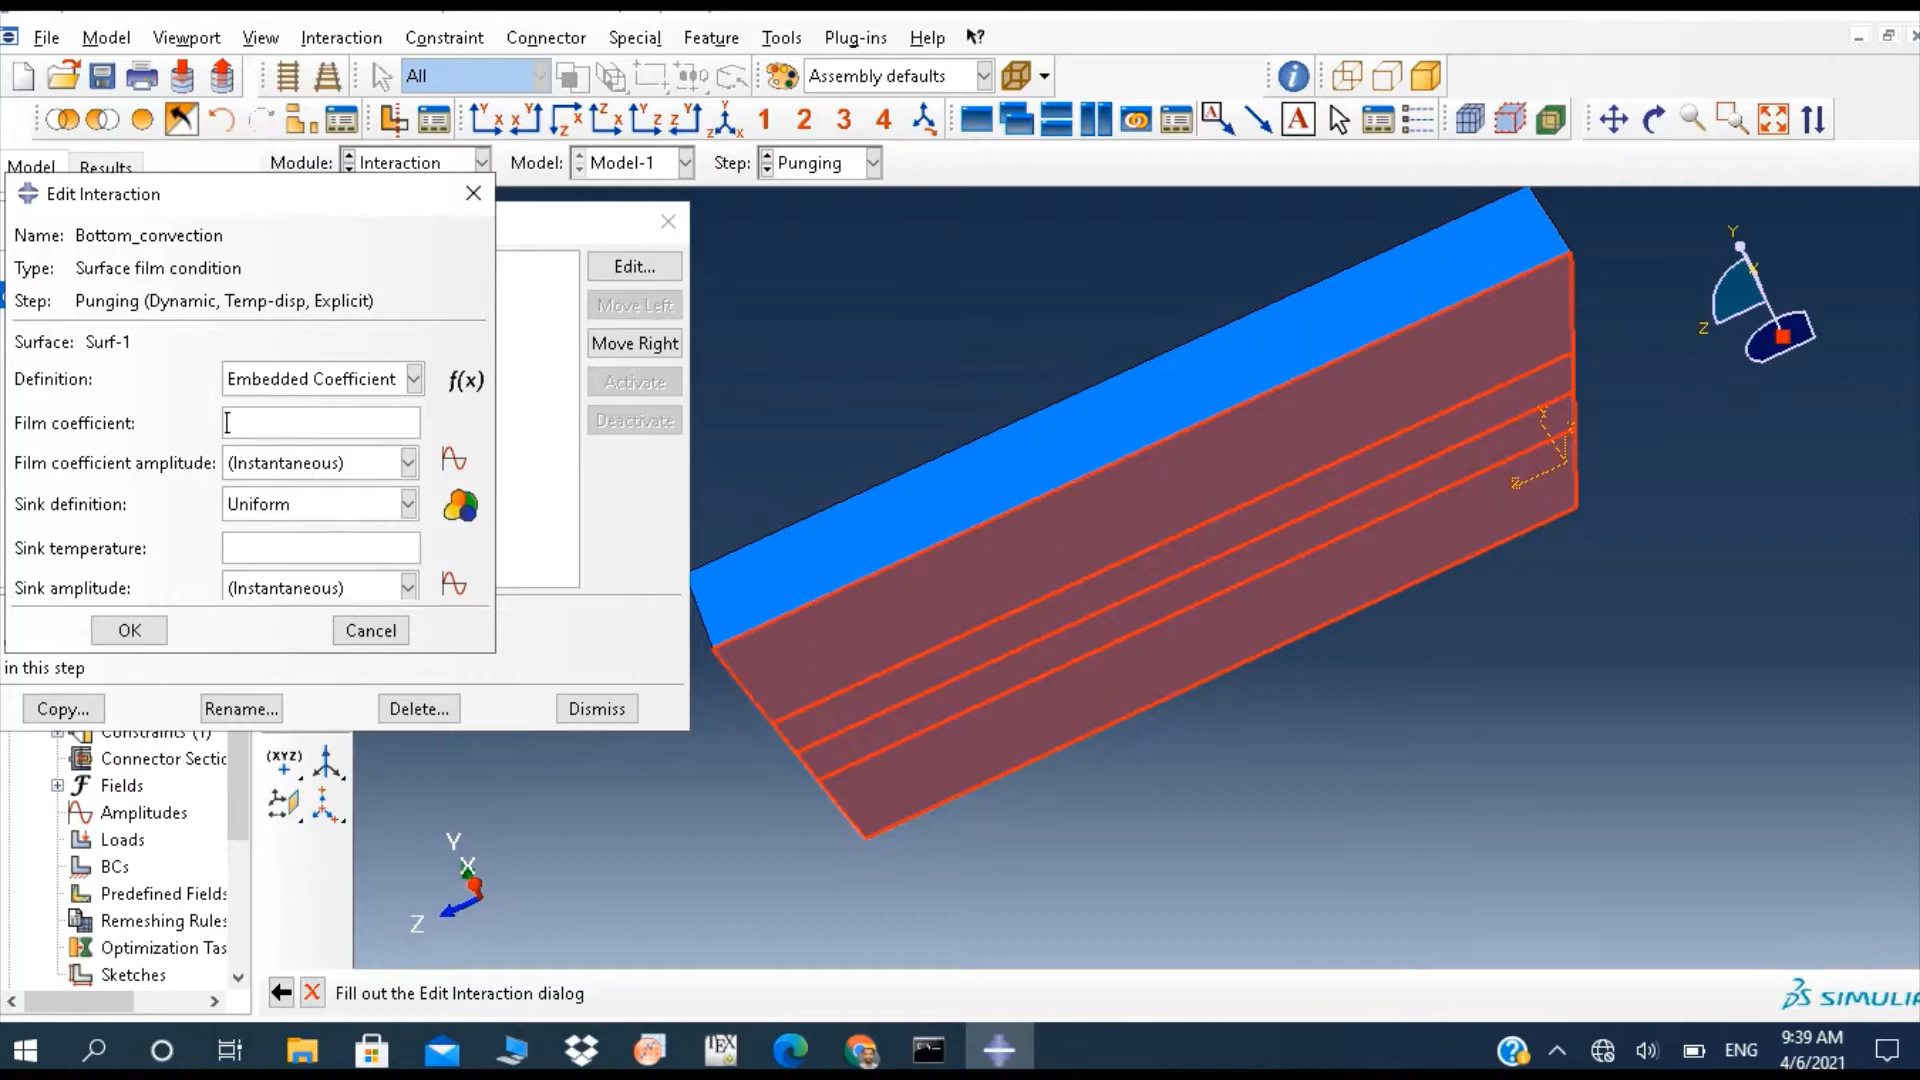 File Model Viewport View Interaction Constraint Connector Special Feature Tools Plug-ins Help ?
All Assembly defaults
1 2 3 4 A
Model Results Module: Interaction Model: Model-1 Step: Punging
Edit Interaction
Name: Bottom_convection
Type: Surface film condition
Step: Punging (Dynamic, Temp-disp, Explicit)
Surface: Surf-1
Definition: Embedded Coefficient f(x)
Film coefficient:
Film coefficient amplitude: (Instantaneous)
Sink definition: Uniform
Sink temperature:
Sink amplitude: (Instantaneous)
OK Cancel
Edit...
Move Left
Move Right
Activate
Deactivate
in this step
Copy... Rename... Delete... Dismiss
Constraints (1)
Connector Sectio
Fields
Amplitudes
Loads
BCs
Predefined Fields
Remeshing Rules
Optimization Tas
Sketches
(XYZ)
Y
X
Z
Y
Z
Fill out the Edit Interaction dialog
SIMULIA
ENG
9:39 AM
4/6/2021